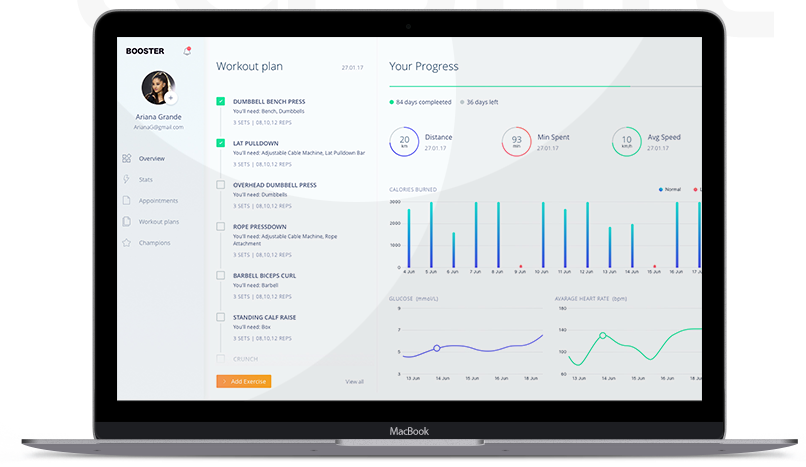 BOOSTER
Ariana Grande
ArianaG@gmail.com
Overview
Stats
Appointments
Workout plans
Champions
Workout plan
27.01.17
DUMBBELL BENCH PRESS
You'll need: Bench, Dumbbells
3 SETS | 08,10,12 REPS
LAT PULLDOWN
You'll need: Adjustable Cable Machine, Lat Pulldown Bar
3 SETS | 08,10,12 REPS
OVERHEAD DUMBBELL PRESS
You'll need: Dumbbells
3 SETS | 08,10,12 REPS
ROPE PRESSDOWN
You'll need: Adjustable Cable Machine, Rope
Attachment
3 SETS | 08,10,12 REPS
BARBELL BICEPS CURL
You'll need: Barbell
3 SETS | 08,10,12 REPS
STANDING CALF RAISE
You'll need: Box
3 SETS | 08,10,12 REPS
CRUNCH
+ Add Exercise
View all
Your Progress
84 days compleeted
36 days left
20
km
Distance
27.01.17
93
min
Min Spent
27.01.17
10
km/h
Avg Speed
27.01.17
CALORIES BURNED
Normal
L
3000
2000
1000
0
4 Jun 5 Jun 6 Jun 7 Jun 8 Jun 9 Jun 10 Jun 11 Jun 12 Jun 13 Jun 14 Jun 15 Jun 16 Jun 17 J
GLUCOSE (mmol/L)
9
7
5
3
13 Jun 14 Jun 15 Jun 16 Jun 18 Jun
AVARAGE HEART RATE (bpm)
180
140
100
60
13 Jun 14 Jun 15 Jun 16 Jun 18 Jun
MacBook